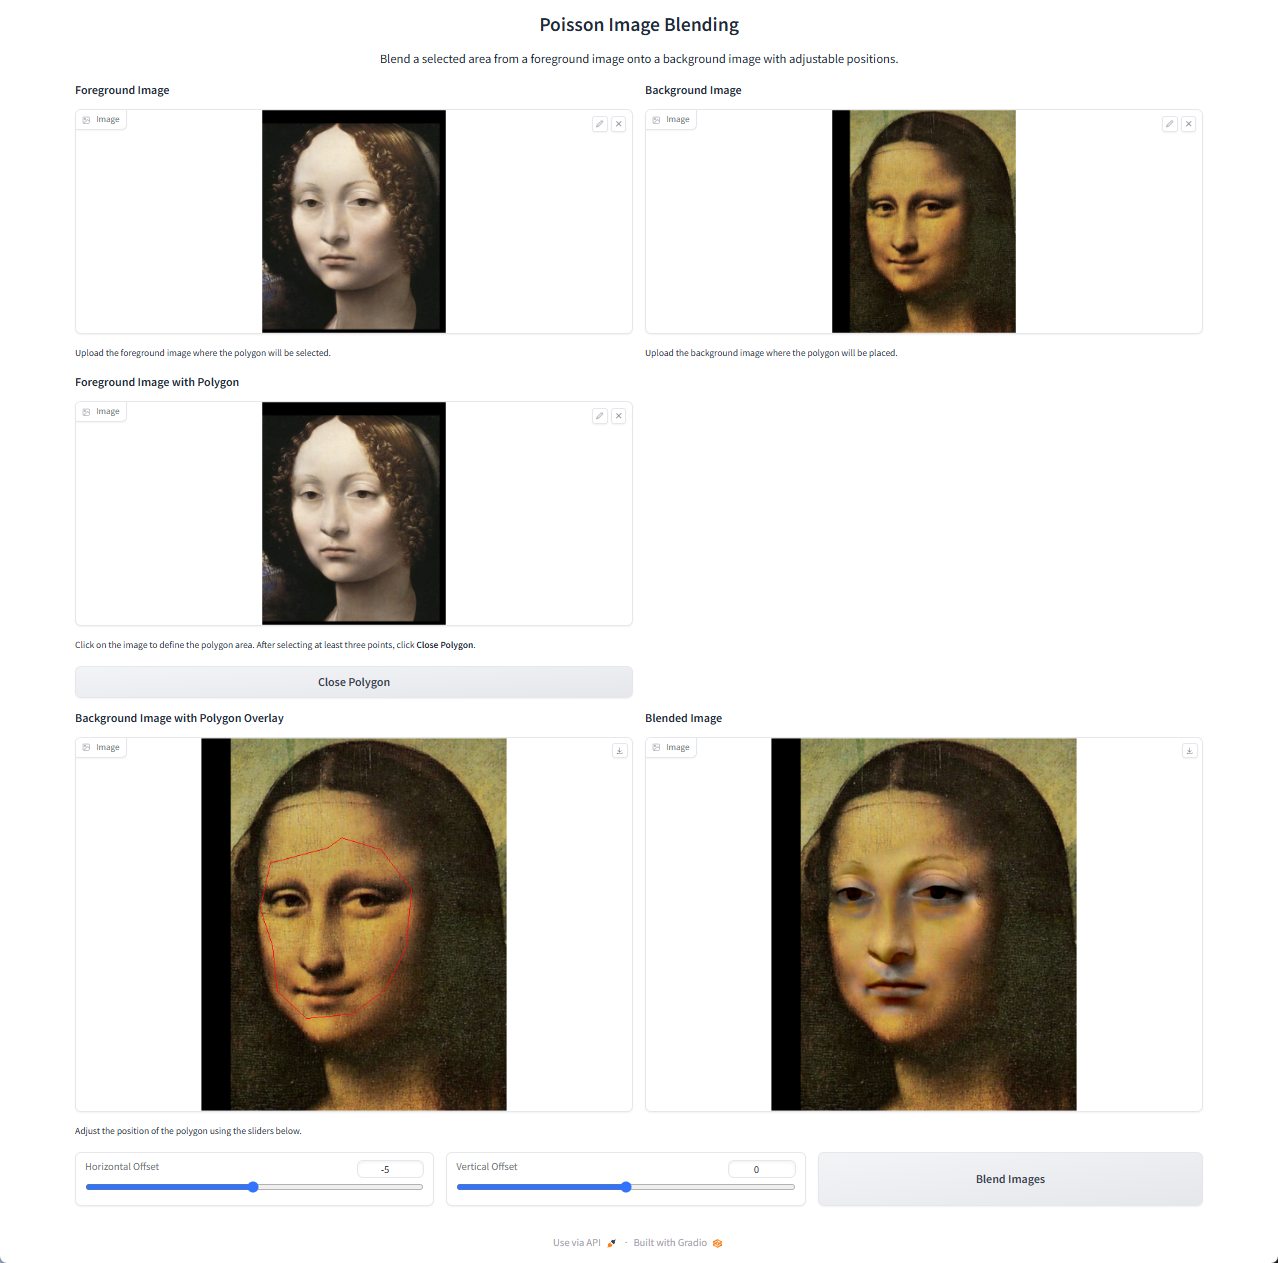 Poisson Image Blending
Blend a selected area from a foreground image onto a background image with adjustable positions.
Foreground Image
Background Image
Image
Image
Upload the foreground image where the polygon will be selected.
Upload the background image where the polygon will be placed.
Foreground Image with Polygon
Image
Click on the image to define the polygon area. After selecting at least three points, click Close Polygon.
Close Polygon
Background Image with Polygon Overlay
Blended Image
Image
Image
Adjust the position of the polygon using the sliders below.
Horizontal Offset
-5
Vertical Offset
0
Blend Images
Use via API · Built with Gradio